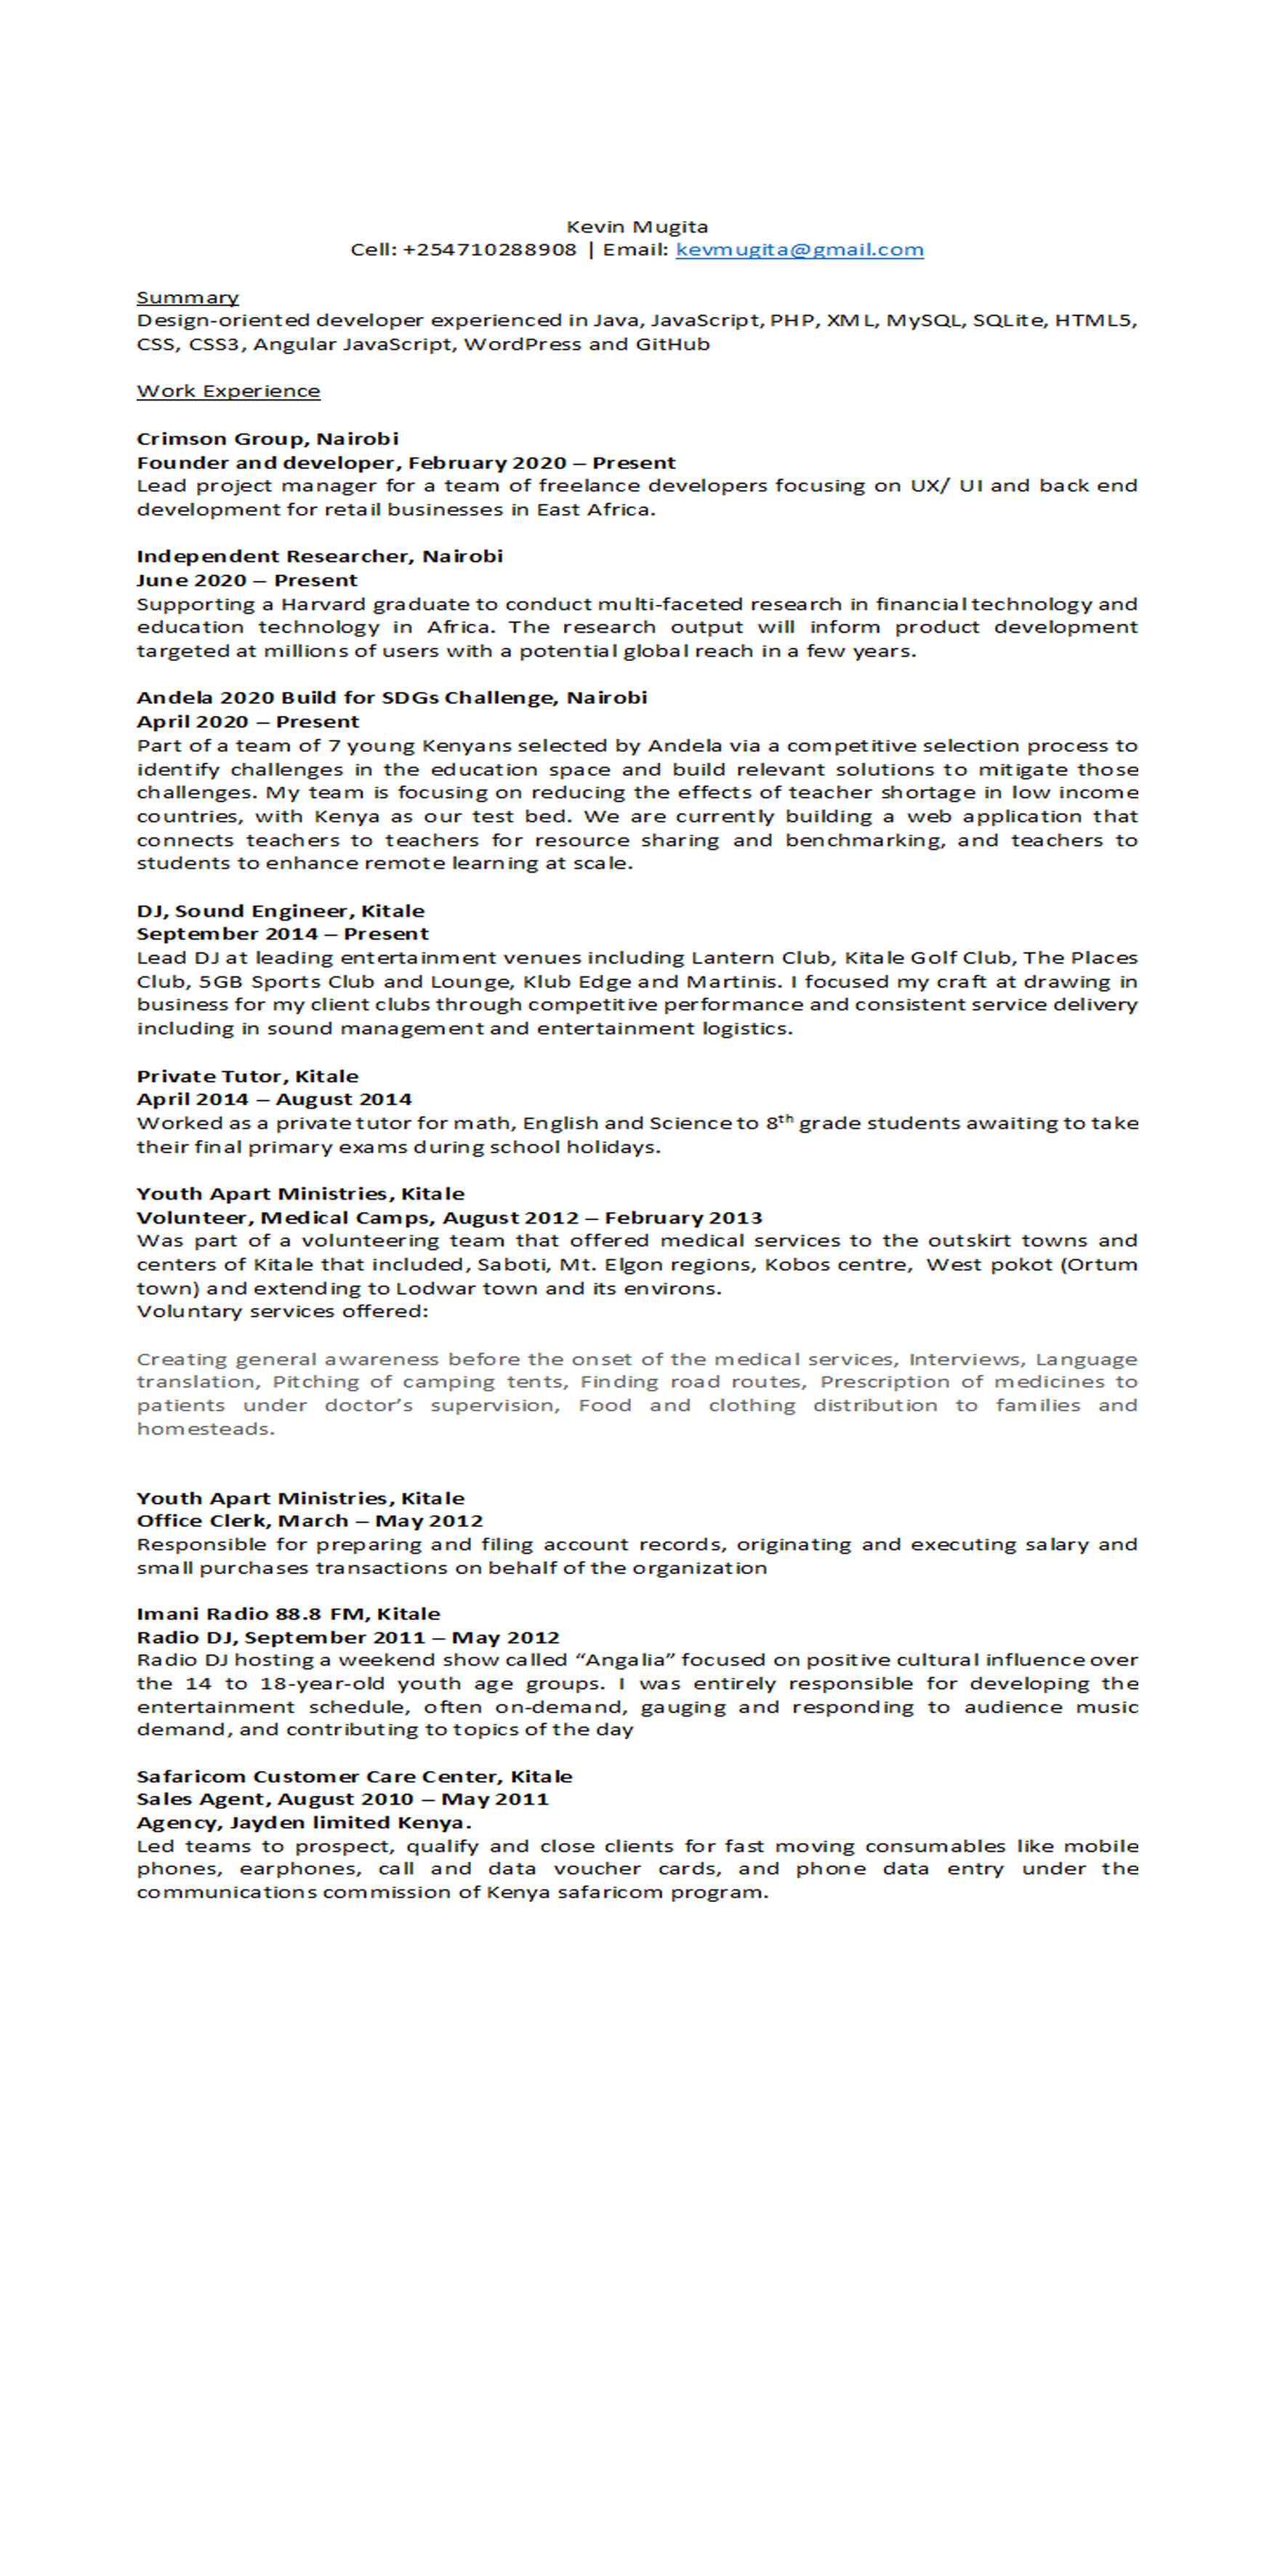 Kevin Mugita
Cell: +254710288908 | Email: kevmugita@gmail.com
Summary
Design-oriented developer experienced in Java, JavaScript, PHP, XML, MySQL, SQLite, HTML5,
CSS, CSS3, Angular JavaScript, WordPress and GitHub
Work Experience
Crimson Group, Nairobi
Founder and developer, February 2020 – Present
Lead project manager for a team of freelance developers focusing on UX/ UI and back end
development for retail businesses in East Africa.
Independent Researcher, Nairobi
June 2020 – Present
Supporting a Harvard graduate to conduct multi-faceted research in financial technology and
education technology in Africa. The research output will inform product development
targeted at millions of users with a potential global reach in a few years.
Andela 2020 Build for SDGs Challenge, Nairobi
April 2020 – Present
Part of a team of 7 young Kenyans selected by Andela via a competitive selection process to
identify challenges in the education space and build relevant solutions to mitigate those
challenges. My team is focusing on reducing the effects of teacher shortage in low income
countries, with Kenya as our test bed. We are currently building a web application that
connects teachers to teachers for resource sharing and benchmarking, and teachers to
students to enhance remote learning at scale.
DJ, Sound Engineer, Kitale
September 2014 – Present
Lead DJ at leading entertainment venues including Lantern Club, Kitale Golf Club, The Places
Club, 5GB Sports Club and Lounge, Klub Edge and Martinis. I focused my craft at drawing in
business for my client clubs through competitive performance and consistent service delivery
including in sound management and entertainment logistics.
Private Tutor, Kitale
April 2014 – August 2014
Worked as a private tutor for math, English and Science to 8th grade students awaiting to take
their final primary exams during school holidays.
Youth Apart Ministries, Kitale
Volunteer, Medical Camps, August 2012 – February 2013
Was part of a volunteering team that offered medical services to the outskirt towns and
centers of Kitale that included, Saboti, Mt. Elgon regions, Kobos centre, West pokot (Ortum
town) and extending to Lodwar town and its environs.
Voluntary services offered:
Creating general awareness before the onset of the medical services, Interviews, Language
translation, Pitching of camping tents, Finding road routes, Prescription of medicines to
patients under doctor’s supervision, Food and clothing distribution to families and
homesteads.
Youth Apart Ministries, Kitale
Office Clerk, March – May 2012
Responsible for preparing and filing account records, originating and executing salary and
small purchases transactions on behalf of the organization
Imani Radio 88.8 FM, Kitale
Radio DJ, September 2011 – May 2012
Radio DJ hosting a weekend show called “Angalia” focused on positive cultural influence over
the 14 to 18-year-old youth age groups. I was entirely responsible for developing the
entertainment schedule, often on-demand, gauging and responding to audience music
demand, and contributing to topics of the day
Safaricom Customer Care Center, Kitale
Sales Agent, August 2010 – May 2011
Agency, Jayden limited Kenya.
Led teams to prospect, qualify and close clients for fast moving consumables like mobile
phones, earphones, call and data voucher cards, and phone data entry under the
communications commission of Kenya safaricom program.